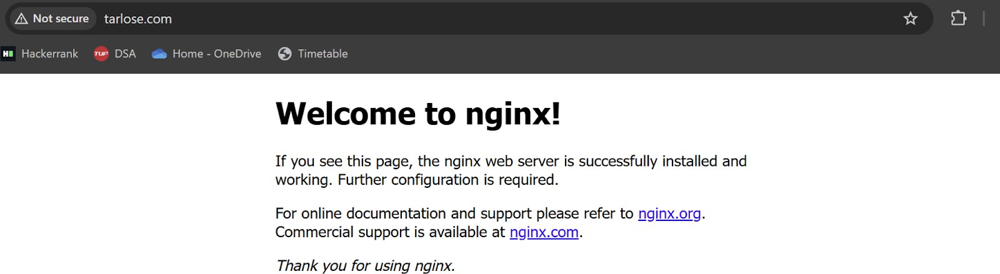 Not secure tarlose.com
H Hackerrank TUF DSA Home - OneDrive Timetable
Welcome to nginx!
If you see this page, the nginx web server is successfully installed and
working. Further configuration is required.
For online documentation and support please refer to nginx.org.
Commercial support is available at nginx.com.
Thank you for using nginx.